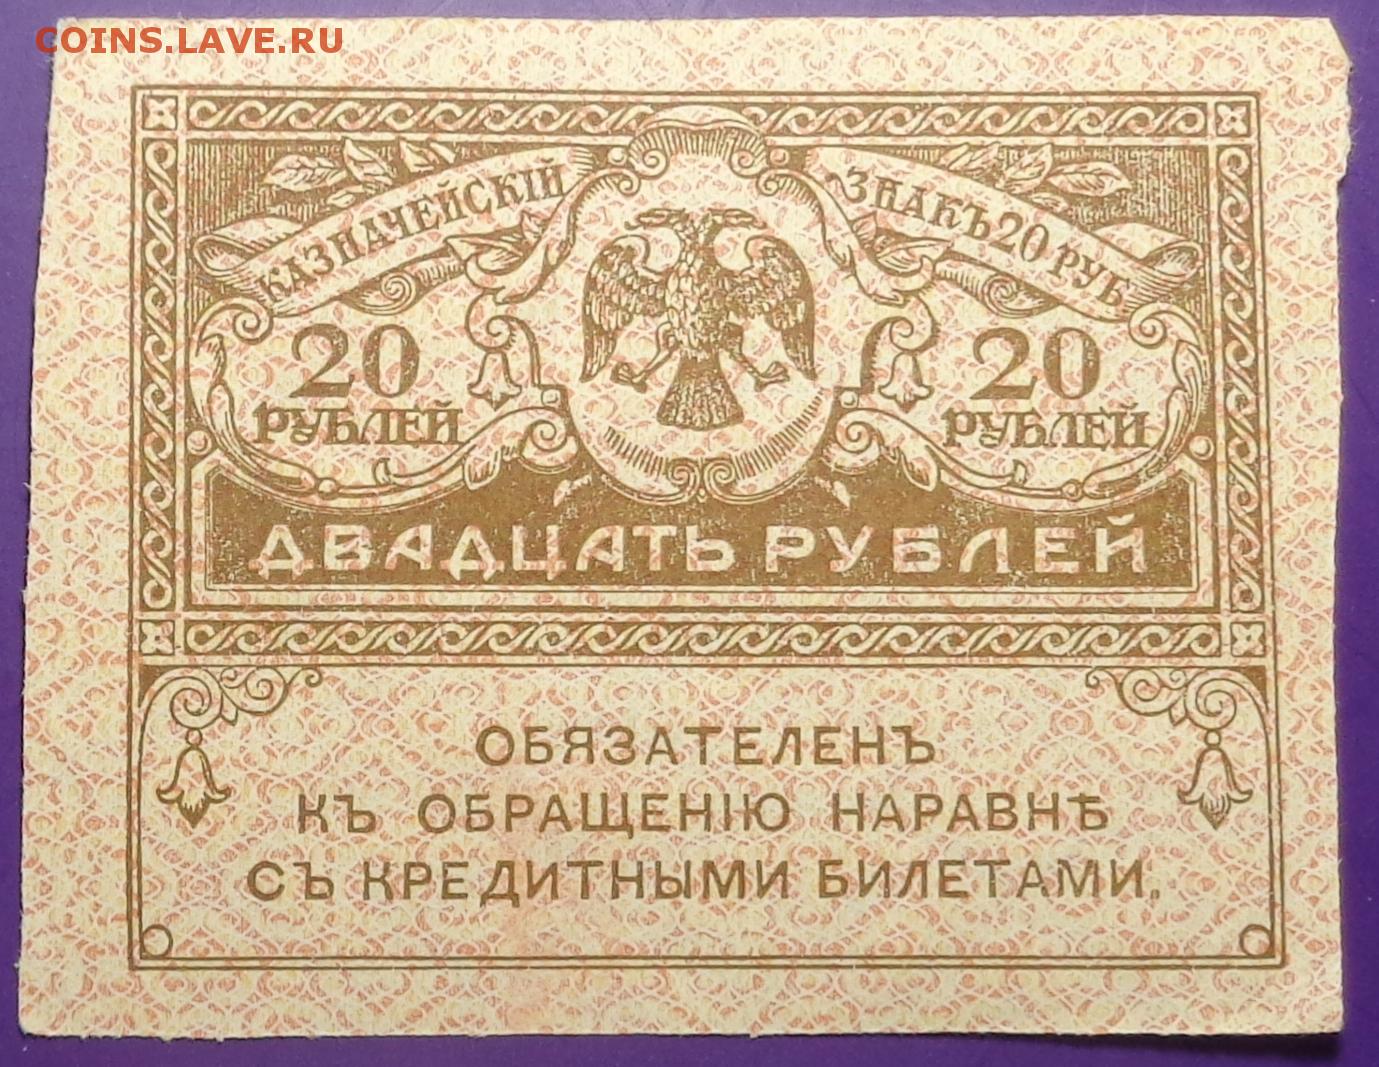 COINS.LAVE.RU
КАЗНАЧЕЙСКІЙ
ЗНАКЪ 20 РУБ
20
РУБЛЕЙ
20
РУБЛЕЙ
ДВАДЦАТЬ РУБЛЕЙ
ОБЯЗАТЕЛЕНЪ
КЪ ОБРАЩЕНІЮ НАРАВНѢ
СЪ КРЕДИТНЫМИ БИЛЕТАМИ.